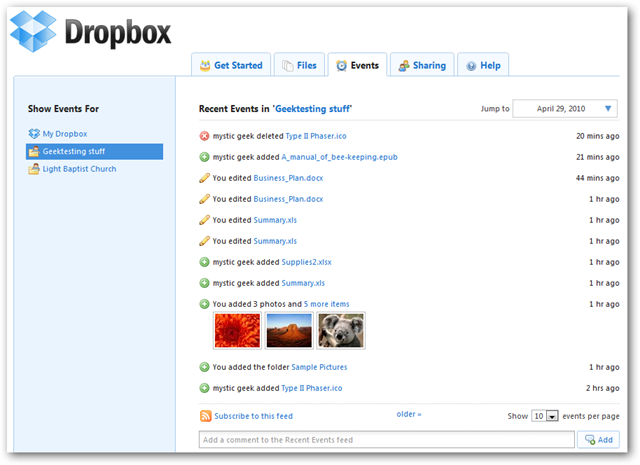 Dropbox
Get Started Files Events Sharing Help
Show Events For
My Dropbox
Geektesting stuff
Light Baptist Church
Recent Events in 'Geektesting stuff' Jump to April 29, 2010
mystic geek deleted Type II Phaser.ico 20 mins ago
mystic geek added A_manual_of_bee-keeping.epub 21 mins ago
You edited Business_Plan.docx 44 mins ago
You edited Business_Plan.docx 1 hr ago
You edited Summary.xls 1 hr ago
You edited Summary.xls 1 hr ago
mystic geek added Supplies2.xlsx 1 hr ago
mystic geek added Summary.xls 1 hr ago
You added 3 photos and 5 more items 1 hr ago
You added the folder Sample Pictures 1 hr ago
mystic geek added Type II Phaser.ico 2 hrs ago
Subscribe to this feed older » Show 10 events per page
Add a comment to the Recent Events feed Add